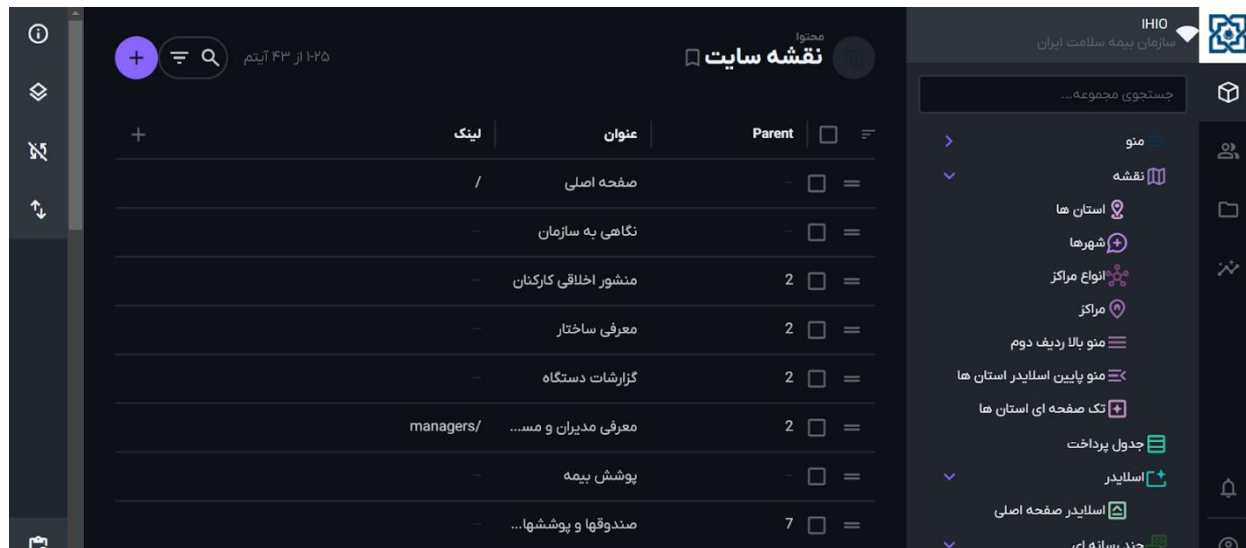 IHIO
سازمان بیمه سلامت ایران
جستجوی مجموعه...
منو
نقشه
استان ها
شهرها
انواع مراکز
مراکز
منو بالا ردیف دوم
منو پایین اسلایدر استان ها
تک صفحه ای استان ها
جدول پرداخت
اسلایدر
اسلایدر صفحه اصلی
چند رسانه ای
محتوا
نقشه سایت
۱-۲۵ از ۴۳ آیتم
Parent عنوان لینک
-- صفحه اصلی /
-- نگاهی به سازمان --
2 منشور اخلاقی کارکنان --
2 معرفی ساختار --
2 گزارشات دستگاه --
2 معرفی مدیران و مس... managers/
-- پوشش بیمه --
7 صندوقها و پوششها... --